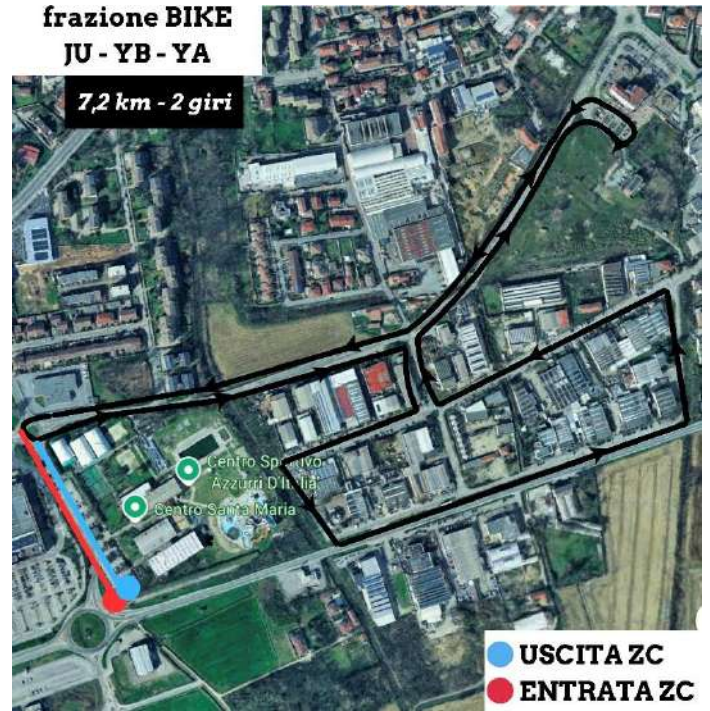 frazione BIKE
JU - YB - YA
7,2 km - 2 giri
Centro Sportivo
Azzurri D'Italia
Centro Santa Maria
USCITA ZC
ENTRATA ZC